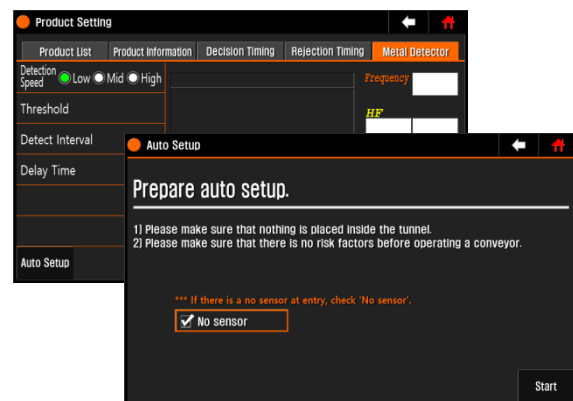 Product Setting
Product List Product Information Decision Timing Rejection Timing Metal Detector
Detection Speed Low Mid High
Frequency
Threshold
HF
Detect Interval
Delay Time
Auto Setup
Auto Setup
Prepare auto setup.
1) Please make sure that nothing is placed inside the tunnel.
2) Please make sure that there is no risk factors before operating a conveyor.
*** If there is a no sensor at entry, check 'No sensor'.
No sensor
Start